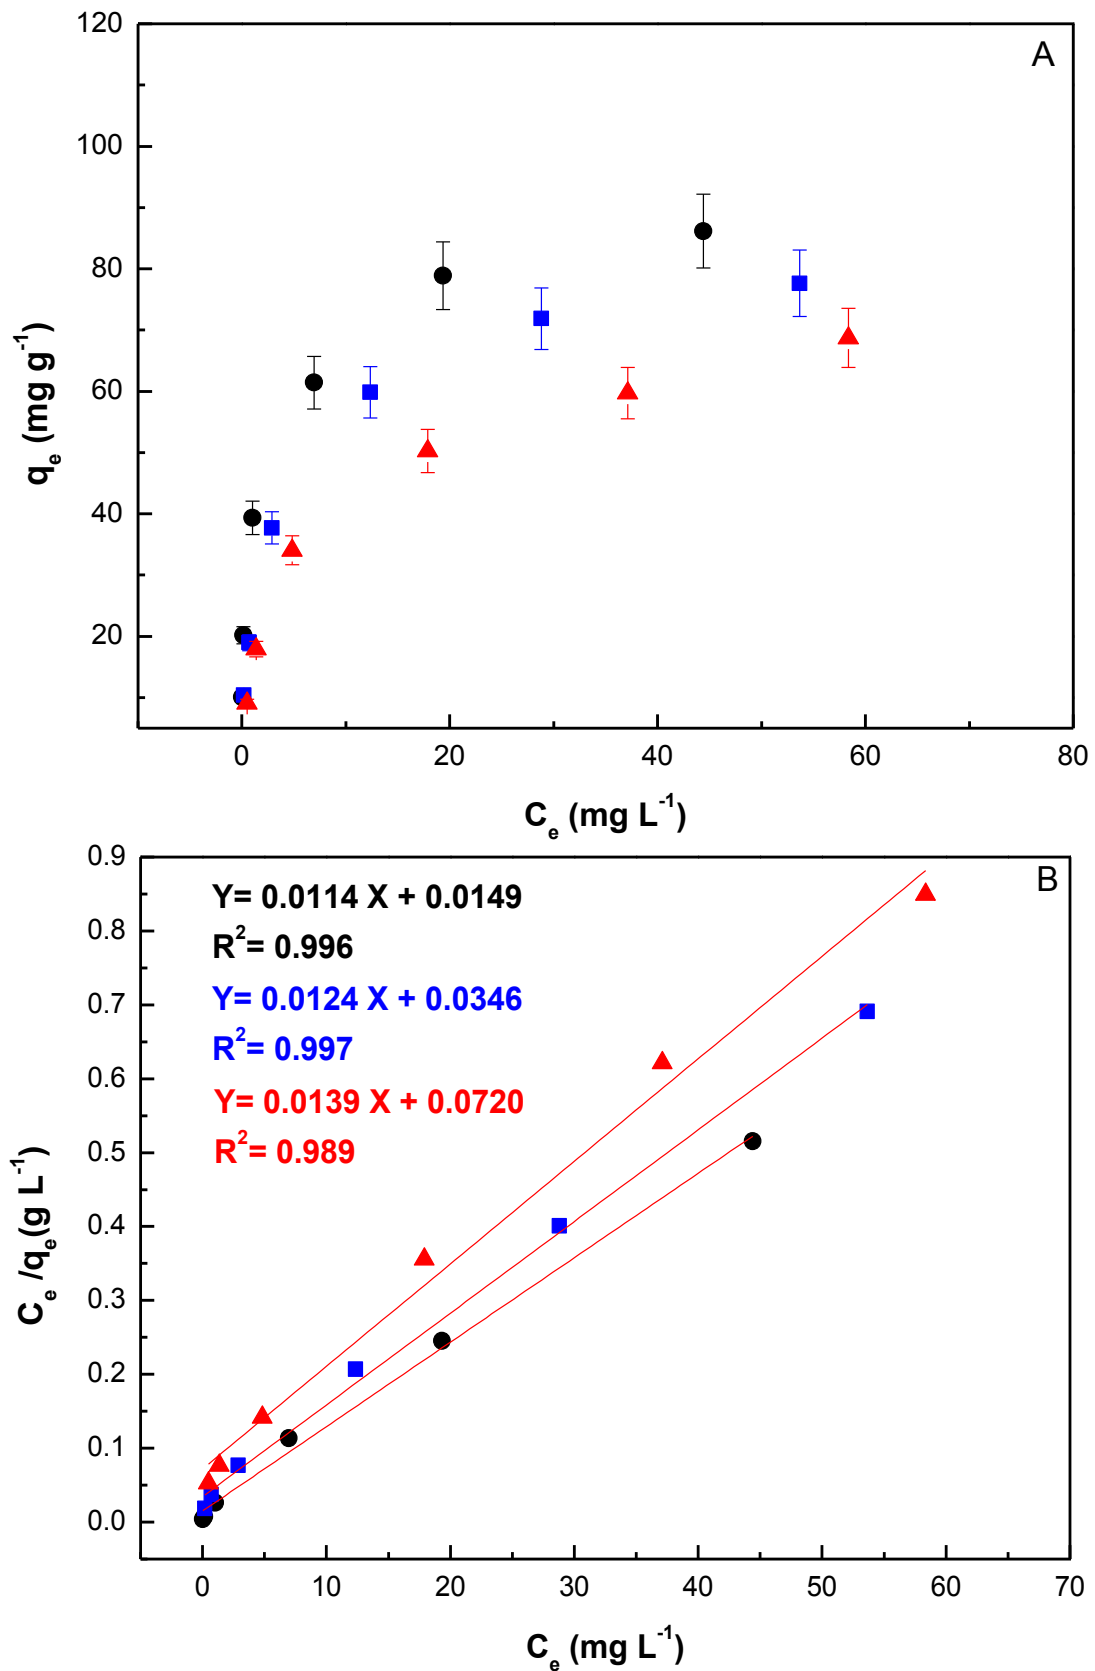 A
120
100
80
60
40
20
q_e (mg g^-1)
0 20 40 60 80
C_e (mg L^-1)
B
0.9
0.8
0.7
0.6
0.5
0.4
0.3
0.2
0.1
0.0
C_e /q_e(g L^-1)
Y= 0.0114 X + 0.0149
R^2= 0.996
Y= 0.0124 X + 0.0346
R^2= 0.997
Y= 0.0139 X + 0.0720
R^2= 0.989
0 10 20 30 40 50 60 70
C_e (mg L^-1)